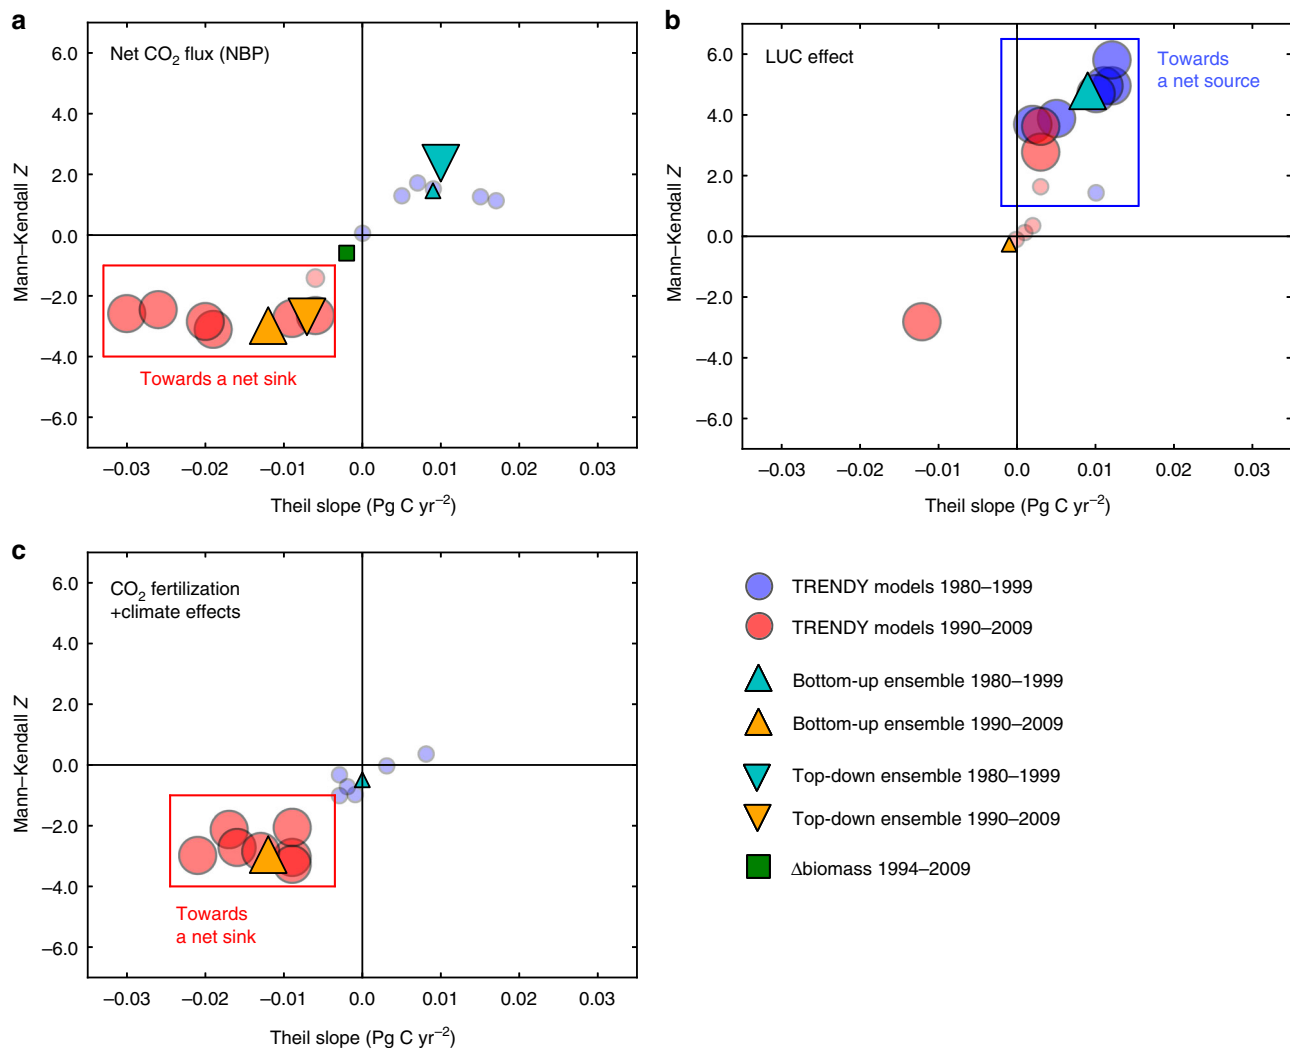 a
Net CO₂ flux (NBP)
6.0
4.0
2.0
0.0
−2.0
−4.0
−6.0
Mann–Kendall Z
Towards a net sink
−0.03 −0.02 −0.01 0.0 0.01 0.02 0.03
Theil slope (Pg C yr⁻²)
b
LUC effect
Towards
a net source
6.0
4.0
2.0
0.0
−2.0
−4.0
−6.0
Mann–Kendall Z
−0.03 −0.02 −0.01 0.0 0.01 0.02 0.03
Theil slope (Pg C yr⁻²)
c
CO₂ fertilization
+climate effects
6.0
4.0
2.0
0.0
−2.0
−4.0
−6.0
Mann–Kendall Z
Towards
a net sink
−0.03 −0.02 −0.01 0.0 0.01 0.02 0.03
Theil slope (Pg C yr⁻²)
TRENDY models 1980–1999
TRENDY models 1990–2009
Bottom-up ensemble 1980–1999
Bottom-up ensemble 1990–2009
Top-down ensemble 1980–1999
Top-down ensemble 1990–2009
Δbiomass 1994–2009